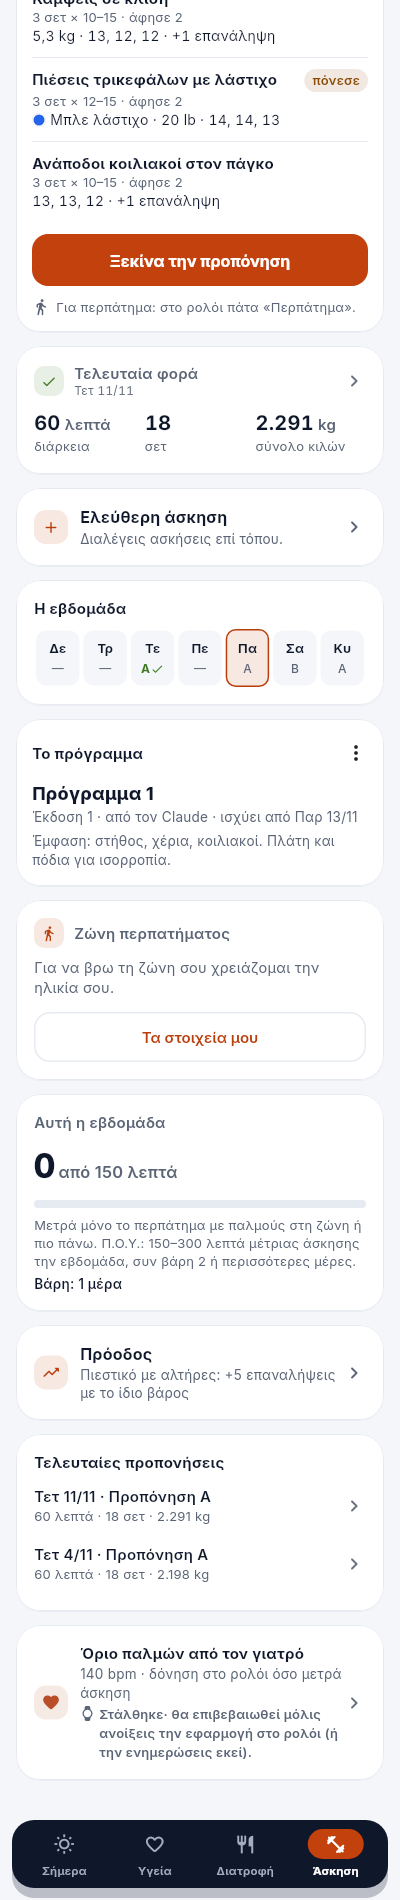 Κάμψεις σε κλίση
3 σετ × 10–15 · άφησε 2
5,3 kg · 13, 12, 12 · +1 επανάληψη
Πιέσεις τρικεφάλων με λάστιχο
πόνεσε
3 σετ × 12–15 · άφησε 2
Μπλε λάστιχο · 20 lb · 14, 14, 13
Ανάποδοι κοιλιακοί στον πάγκο
3 σετ × 10–15 · άφησε 2
13, 13, 12 · +1 επανάληψη
Ξεκίνα την προπόνηση
Για περπάτημα: στο ρολόι πάτα «Περπάτημα».
Τελευταία φορά
Τετ 11/11
60 λεπτά 18 2.291 kg
διάρκεια σετ σύνολο κιλών
Ελεύθερη άσκηση
Διαλέγεις ασκήσεις επί τόπου.
Η εβδομάδα
Δε Τρ Τε Πε Πα Σα Κυ
— — A — A B A
Το πρόγραμμα
Πρόγραμμα 1
Έκδοση 1 · από τον Claude · ισχύει από Παρ 13/11
Έμφαση: στήθος, χέρια, κοιλιακοί. Πλάτη και
πόδια για ισορροπία.
Ζώνη περπατήματος
Για να βρω τη ζώνη σου χρειάζομαι την
ηλικία σου.
Τα στοιχεία μου
Αυτή η εβδομάδα
0 από 150 λεπτά
Μετρά μόνο το περπάτημα με παλμούς στη ζώνη ή
πιο πάνω. Π.Ο.Υ.: 150–300 λεπτά μέτριας άσκησης
την εβδομάδα, συν βάρη 2 ή περισσότερες μέρες.
Βάρη: 1 μέρα
Πρόοδος
Πιεστικό με αλτήρες: +5 επαναλήψεις
με το ίδιο βάρος
Τελευταίες προπονήσεις
Τετ 11/11 · Προπόνηση A
60 λεπτά · 18 σετ · 2.291 kg
Τετ 4/11 · Προπόνηση A
60 λεπτά · 18 σετ · 2.198 kg
Όριο παλμών από τον γιατρό
140 bpm · δόνηση στο ρολόι όσο μετρά
άσκηση
Στάλθηκε· θα επιβεβαιωθεί μόλις
ανοίξεις την εφαρμογή στο ρολόι (ή
την ενημερώσεις εκεί).
Σήμερα Υγεία Διατροφή Άσκηση